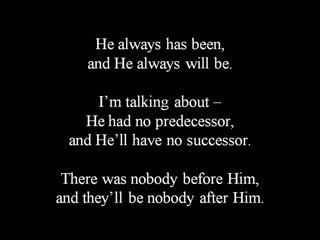 He always has been,
and He always will be.
I'm talking about –
He had no predecessor,
and He'll have no successor.
There was nobody before Him,
and they'll be nobody after Him.